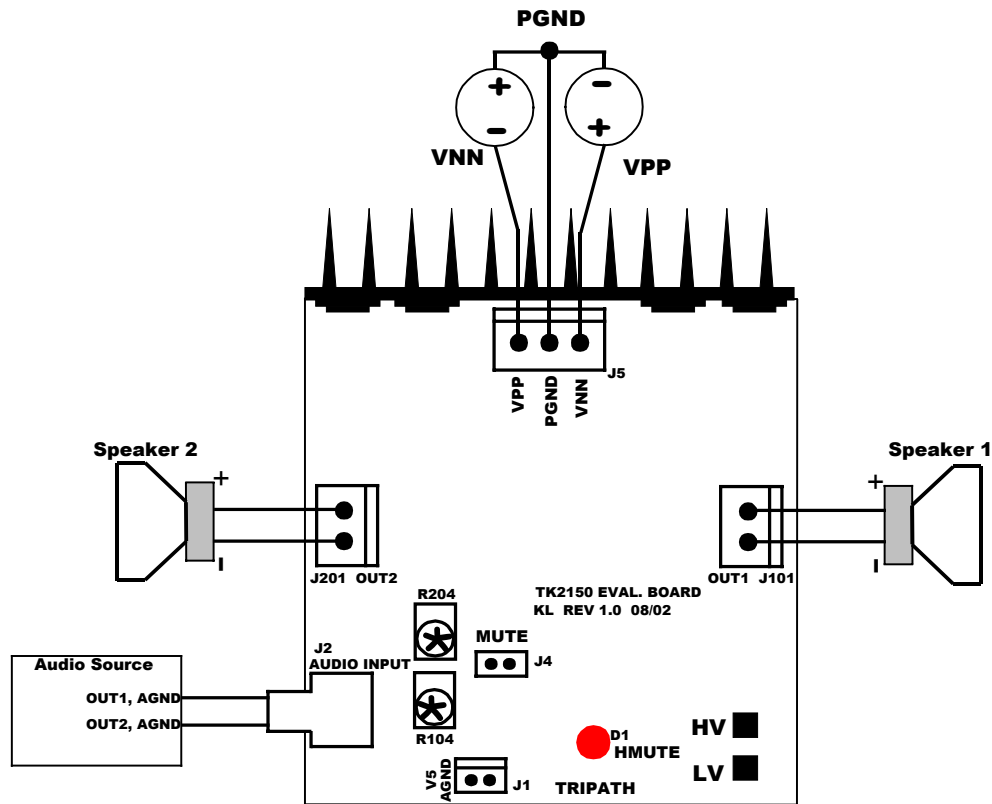 PGND
+ -
- +
VNN
VPP
J5
VPP
PGND
VNN
Speaker 2
Speaker 1
+
+
-
-
J201 OUT2
OUT1 J101
TK2150 EVAL. BOARD
KL REV 1.0 08/02
R204
MUTE
J4
J2
AUDIO INPUT
Audio Source
OUT1, AGND
OUT2, AGND
R104
D1
HMUTE
HV
LV
V5
AGND
J1
TRIPATH